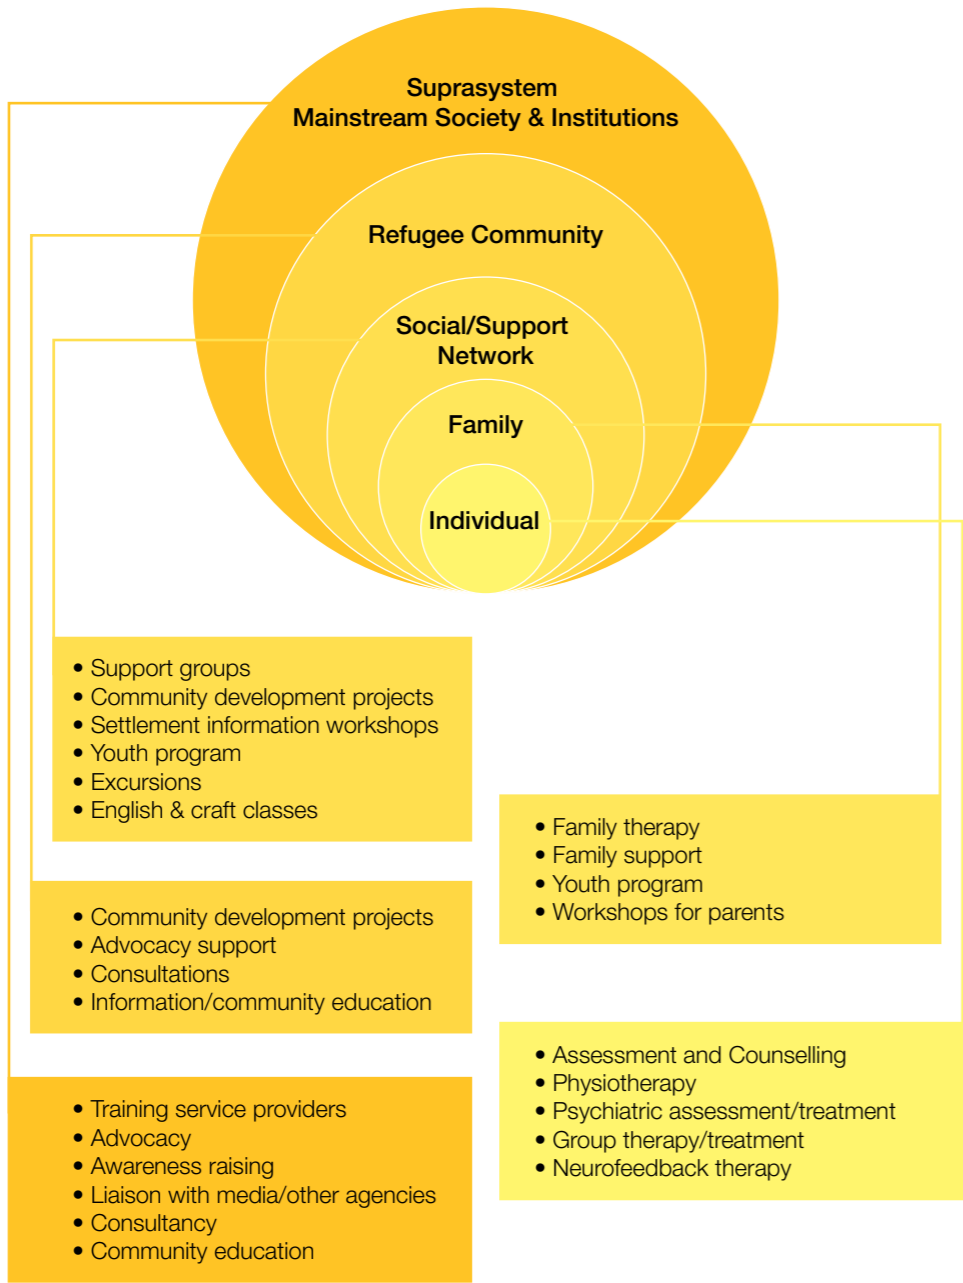 Suprasystem
Mainstream Society & Institutions
Refugee Community
Social/Support
Network
Family
Individual
• Support groups
• Community development projects
• Settlement information workshops
• Youth program
• Excursions
• English & craft classes
• Community development projects
• Advocacy support
• Consultations
• Information/community education
• Training service providers
• Advocacy
• Awareness raising
• Liaison with media/other agencies
• Consultancy
• Community education
• Family therapy
• Family support
• Youth program
• Workshops for parents
• Assessment and Counselling
• Physiotherapy
• Psychiatric assessment/treatment
• Group therapy/treatment
• Neurofeedback therapy